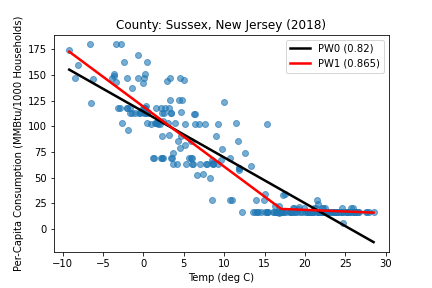 County: Sussex, New Jersey (2018)
PW0 (0.82)
PW1 (0.865)
Per-Capita Consumption (MMBtu/1000 Households)
175
150
125
100
75
50
25
0
−10 −5 0 5 10 15 20 25 30
Temp (deg C)